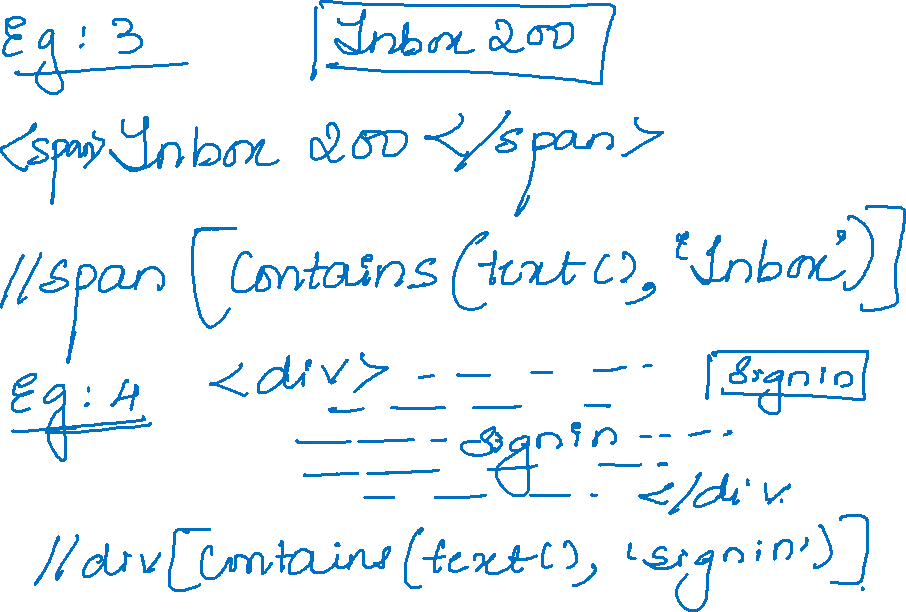 Eg : 3 Inbox 200
<span>Inbox 200</span>
//span[Contains(text(), 'Inbox')]
Eg : 4 <div> - - - - - Signin
- - - -
- - - - signin - - - -
- - - - -
- - - - - </div.
//div[Contains(text(), 'signin')]